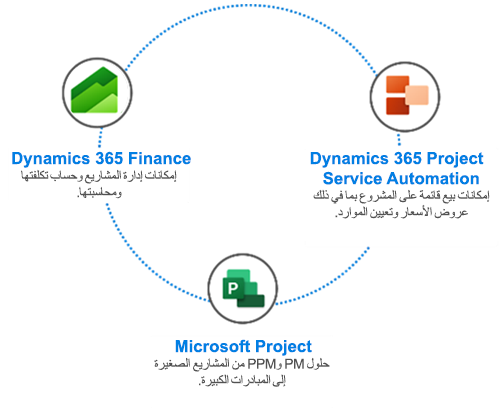 Dynamics 365 Finance
إمكانات إدارة المشاريع وحساب تكلفتها
ومحاسبتها.
Dynamics 365 Project
Service Automation
إمكانات بيع قائمة على المشروع بما في ذلك
عروض الأسعار وتعيين الموارد.
P
Microsoft Project
حلول PM وPPM من المشاريع الصغيرة
إلى المبادرات الكبيرة.